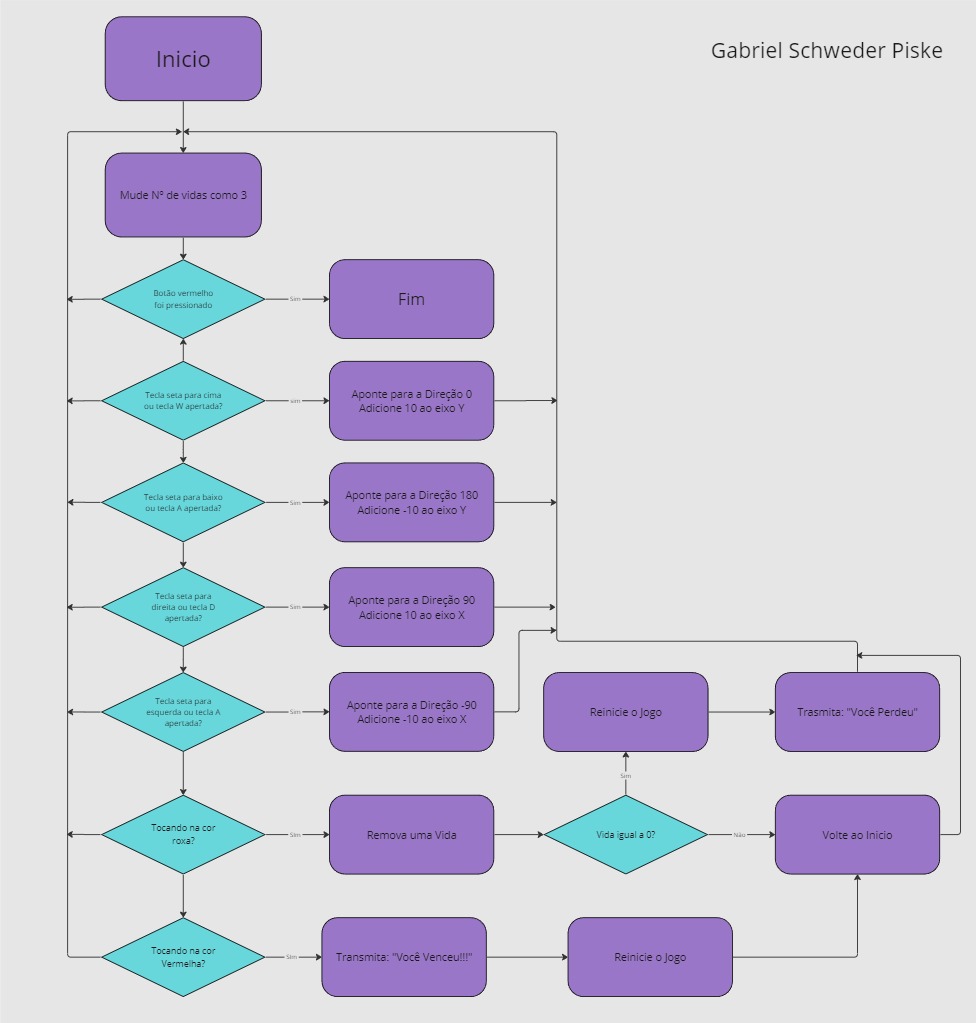 Inicio
Gabriel Schweder Piske
Mude Nº de vidas como 3
Botão vermelho
foi pressionado
Sim
Fim
Tecla seta para cima
ou tecla W apertada?
sim
Aponte para a Direção 0
Adicione 10 ao eixo Y
Tecla seta para baixo
ou tecla A apertada?
Sim
Aponte para a Direção 180
Adicione -10 ao eixo Y
Tecla seta para
direita ou tecla D
apertada?
Sim
Aponte para a Direção 90
Adicione 10 ao eixo X
Tecla seta para
esquerda ou tecla A
apertada?
Sim
Aponte para a Direção -90
Adicione -10 ao eixo X
Reinicie o Jogo
Trasmita: "Você Perdeu"
Sim
Tocando na cor
roxa?
Sim
Remova uma Vida
Vida igual a 0?
Não
Volte ao Inicio
Tocando na cor
Vermelha?
Sim
Transmita: "Você Venceu!!!"
Reinicie o Jogo